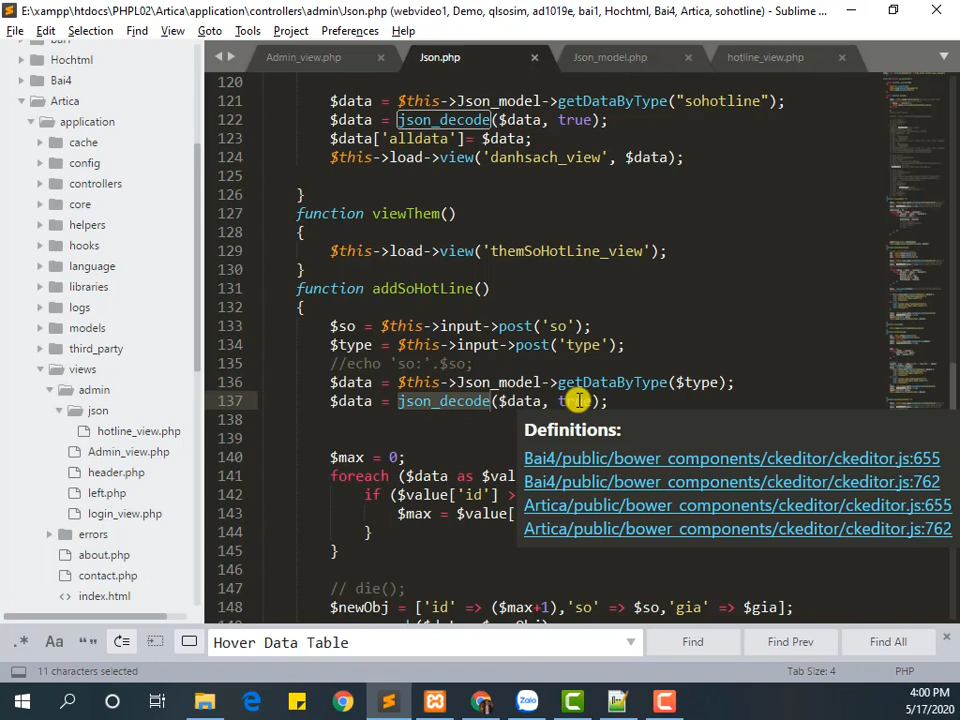 E:\xampp\htdocs\PHPL02\Artica\application\controllers\admin\Json.php (webvideo1, Demo, qlsosim, ad1019e, bai1, Hochtml, Bai4, Artica, sohotline) - Sublime ...
File Edit Selection Find View Goto Tools Project Preferences Help
Admin_view.php Json.php Json_model.php hotline_view.php
Hochtml
Bai4
Artica
application
cache
config
controllers
core
helpers
hooks
language
libraries
logs
models
third_party
views
admin
json
hotline_view.php
Admin_view.php
header.php
left.php
login_view.php
errors
about.php
contact.php
index.html
120
121 $data = $this->Json_model->getDataByType("sohotline");
122 $data = json_decode($data, true);
123 $data['alldata']= $data;
124 $this->load->view('danhsach_view', $data);
125
126 }
127 function viewThem()
128 {
129 $this->load->view('themSoHotLine_view');
130 }
131 function addSoHotLine()
132 {
133 $so = $this->input->post('so');
134 $type = $this->input->post('type');
135 //echo 'so:'.$so;
136 $data = $this->Json_model->getDataByType($type);
137 $data = json_decode($data, true);
138
139
140 $max = 0;
141 foreach ($data as $val
142 if ($value['id'] >
143 $max = $value[
144 }
145 }
146
147 // die();
148 $newObj = ['id' => ($max+1),'so' => $so,'gia' => $gia];
Definitions:
Bai4/public/bower_components/ckeditor/ckeditor.js:655
Bai4/public/bower_components/ckeditor/ckeditor.js:762
Artica/public/bower_components/ckeditor/ckeditor.js:655
Artica/public/bower_components/ckeditor/ckeditor.js:762
.* Aa “ ” Hover Data Table Find Find Prev Find All
11 characters selected Tab Size: 4 PHP
Zalo
4:00 PM
5/17/2020